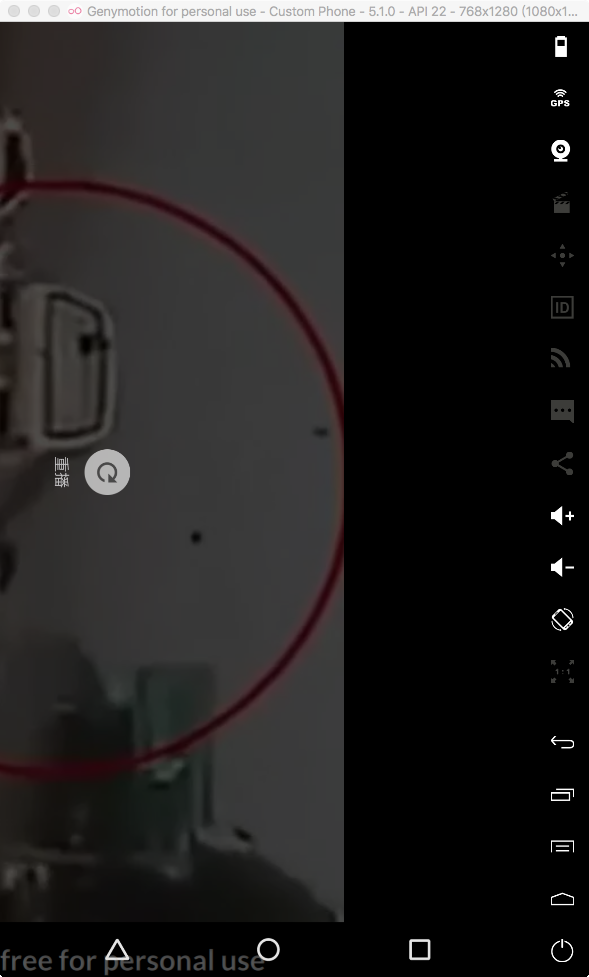 Genymotion for personal use - Custom Phone - 5.1.0 - API 22 - 768x1280 (1080x1...
GPS
ID
重播
1:1
free for personal use